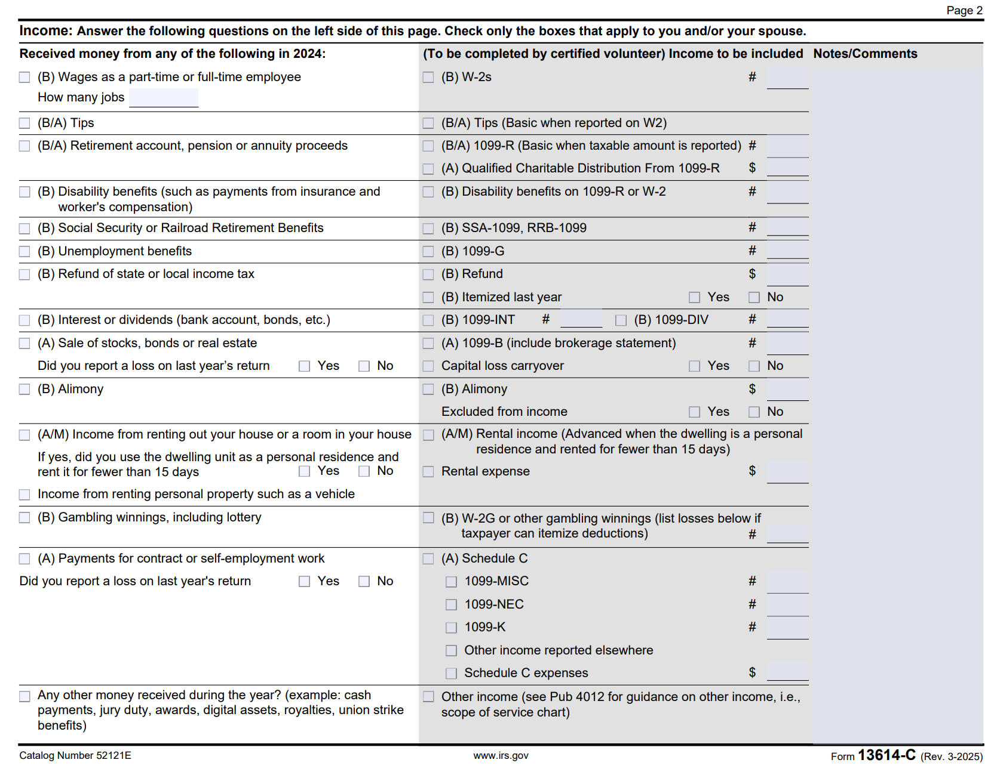 Page 2
Income: Answer the following questions on the left side of this page. Check only the boxes that apply to you and/or your spouse.
Received money from any of the following in 2024:
(To be completed by certified volunteer) Income to be included
Notes/Comments
(B) Wages as a part-time or full-time employee
How many jobs
(B) W-2s #
(B/A) Tips
(B/A) Tips (Basic when reported on W2)
(B/A) Retirement account, pension or annuity proceeds
(B/A) 1099-R (Basic when taxable amount is reported) #
(A) Qualified Charitable Distribution From 1099-R $
(B) Disability benefits (such as payments from insurance and
worker's compensation)
(B) Disability benefits on 1099-R or W-2 #
(B) Social Security or Railroad Retirement Benefits
(B) SSA-1099, RRB-1099 #
(B) Unemployment benefits
(B) 1099-G #
(B) Refund of state or local income tax
(B) Refund $
(B) Itemized last year Yes No
(B) Interest or dividends (bank account, bonds, etc.)
(B) 1099-INT # (B) 1099-DIV #
(A) Sale of stocks, bonds or real estate
Did you report a loss on last year’s return Yes No
(A) 1099-B (include brokerage statement) #
Capital loss carryover Yes No
(B) Alimony
(B) Alimony $
Excluded from income Yes No
(A/M) Income from renting out your house or a room in your house
If yes, did you use the dwelling unit as a personal residence and
rent it for fewer than 15 days Yes No
Income from renting personal property such as a vehicle
(A/M) Rental income (Advanced when the dwelling is a personal
residence and rented for fewer than 15 days)
Rental expense $
(B) Gambling winnings, including lottery
(B) W-2G or other gambling winnings (list losses below if
taxpayer can itemize deductions) #
(A) Payments for contract or self-employment work
Did you report a loss on last year's return Yes No
(A) Schedule C
1099-MISC #
1099-NEC #
1099-K #
Other income reported elsewhere
Schedule C expenses $
Any other money received during the year? (example: cash
payments, jury duty, awards, digital assets, royalties, union strike
benefits)
Other income (see Pub 4012 for guidance on other income, i.e.,
scope of service chart)
Catalog Number 52121E
www.irs.gov
Form 13614-C (Rev. 3-2025)